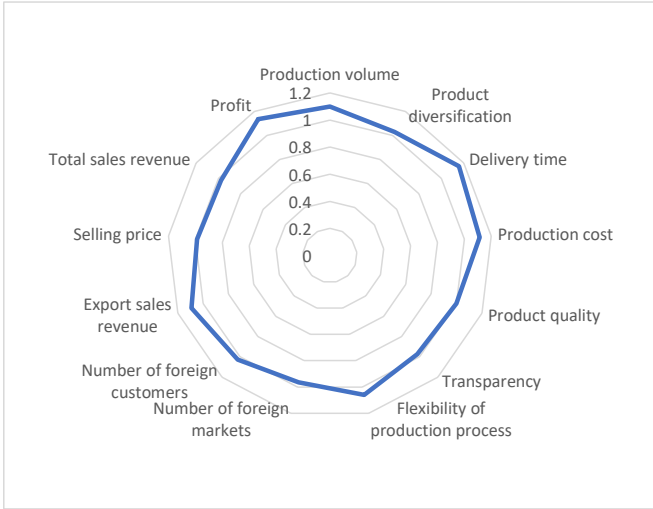 Production volume
Product
diversification
Delivery time
Production cost
Product quality
Transparency
Flexibility of
production process
Number of foreign
markets
Number of foreign
customers
Export sales
revenue
Selling price
Total sales revenue
Profit
1.2
1
0.8
0.6
0.4
0.2
0